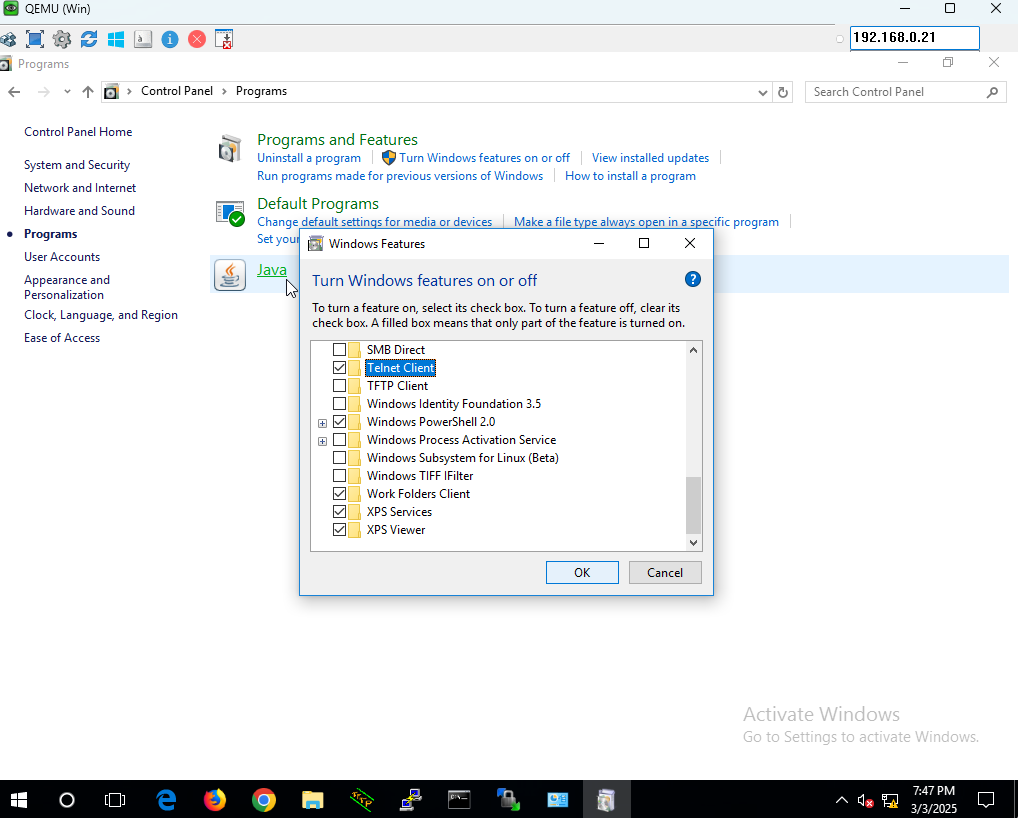 QEMU (Win)
192.168.0.21
Programs
Control Panel > Programs
Search Control Panel
Control Panel Home
System and Security
Network and Internet
Hardware and Sound
Programs
User Accounts
Appearance and
Personalization
Clock, Language, and Region
Ease of Access
Programs and Features
Uninstall a program
Turn Windows features on or off
View installed updates
Run programs made for previous versions of Windows
How to install a program
Default Programs
Change default settings for media or devices
Make a file type always open in a specific program
Set your
Java
Windows Features
Turn Windows features on or off
To turn a feature on, select its check box. To turn a feature off, clear its
check box. A filled box means that only part of the feature is turned on.
SMB Direct
Telnet Client
TFTP Client
Windows Identity Foundation 3.5
Windows PowerShell 2.0
Windows Process Activation Service
Windows Subsystem for Linux (Beta)
Windows TIFF IFilter
Work Folders Client
XPS Services
XPS Viewer
OK
Cancel
Activate Windows
Go to Settings to activate Windows.
7:47 PM
3/3/2025